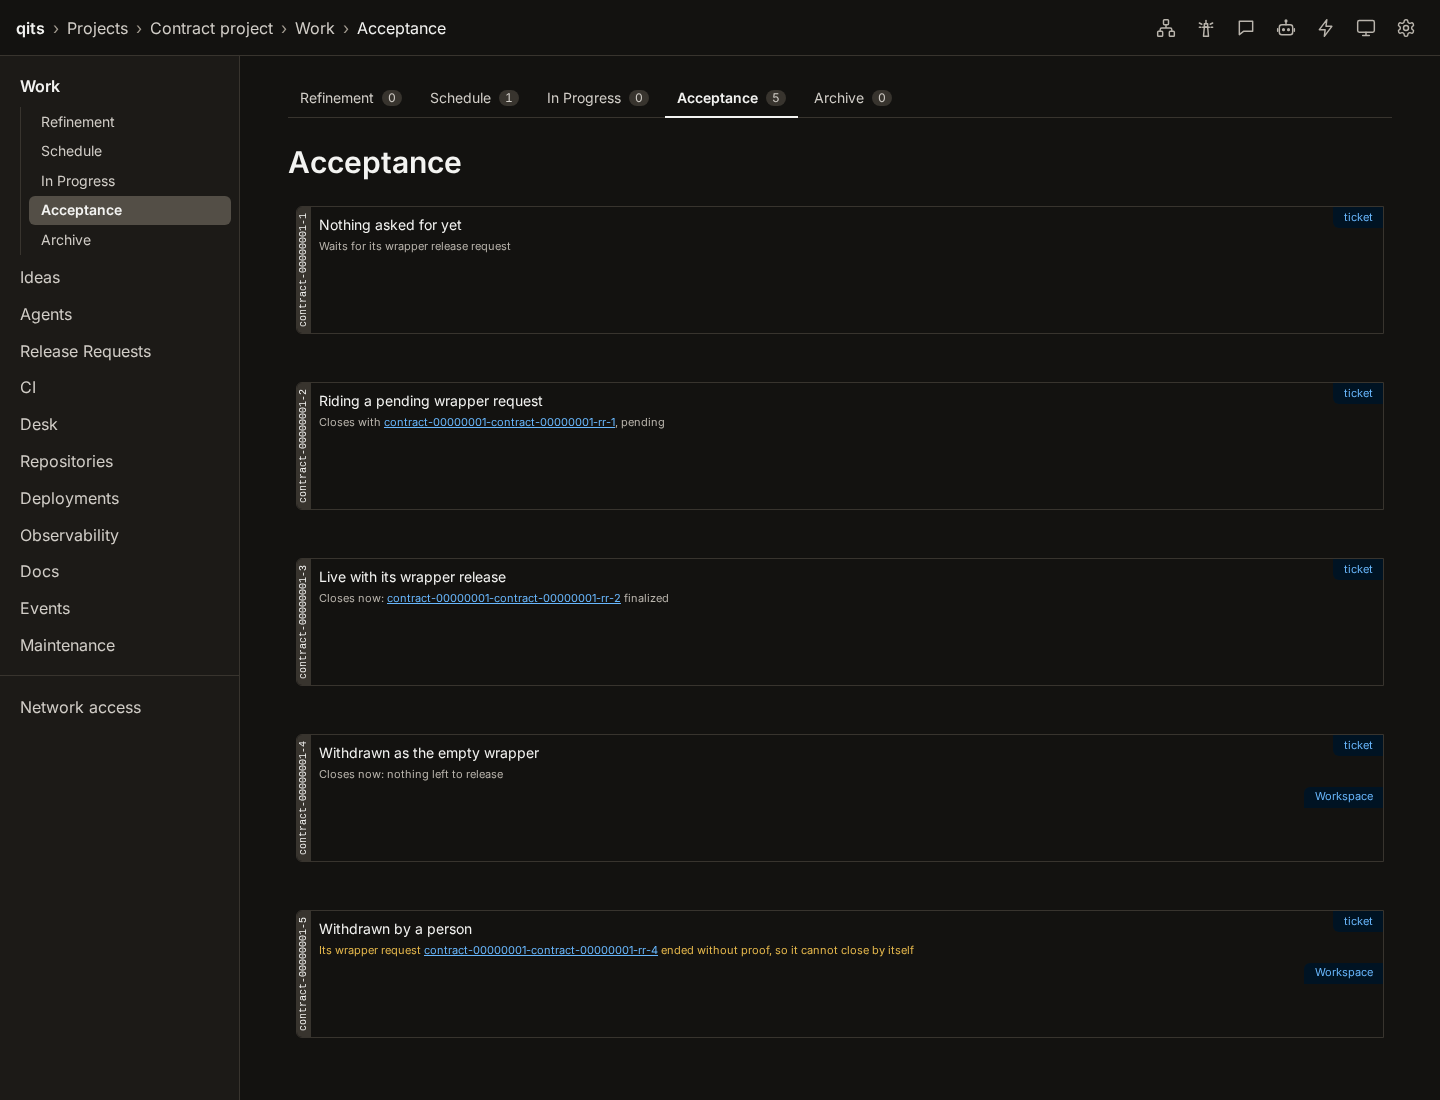 qits › Projects › Contract project › Work › Acceptance
Work
Refinement
Schedule
In Progress
Acceptance
Archive
Ideas
Agents
Release Requests
CI
Desk
Repositories
Deployments
Observability
Docs
Events
Maintenance
Network access
Refinement 0 Schedule 1 In Progress 0 Acceptance 5 Archive 0
Acceptance
contract-00000001-1
Nothing asked for yet
ticket
Waits for its wrapper release request
contract-00000001-2
Riding a pending wrapper request
ticket
Closes with contract-00000001-contract-00000001-rr-1, pending
contract-00000001-3
Live with its wrapper release
ticket
Closes now: contract-00000001-contract-00000001-rr-2 finalized
contract-00000001-4
Withdrawn as the empty wrapper
ticket
Closes now: nothing left to release
Workspace
contract-00000001-5
Withdrawn by a person
ticket
Its wrapper request contract-00000001-contract-00000001-rr-4 ended without proof, so it cannot close by itself
Workspace